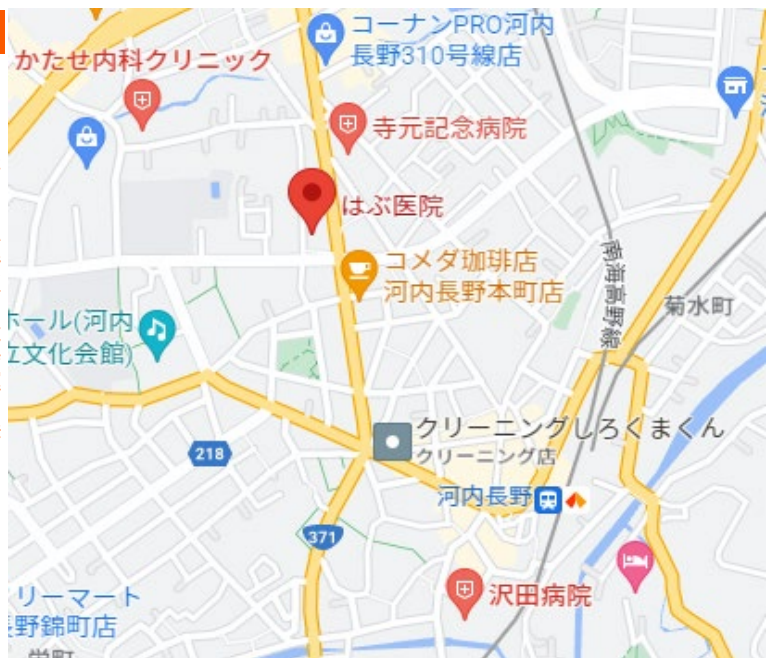 コーナンPRO河内
長野310号線店
かたせ内科クリニック
寺元記念病院
はぶ医院
コメダ珈琲店
河内長野本町店
南海高野線
菊水町
ホール(河内
立文化会館)
クリーニングしろくまくん
クリーニング店
218
河内長野
371
沢田病院
リーマート
野錦町店
栄町